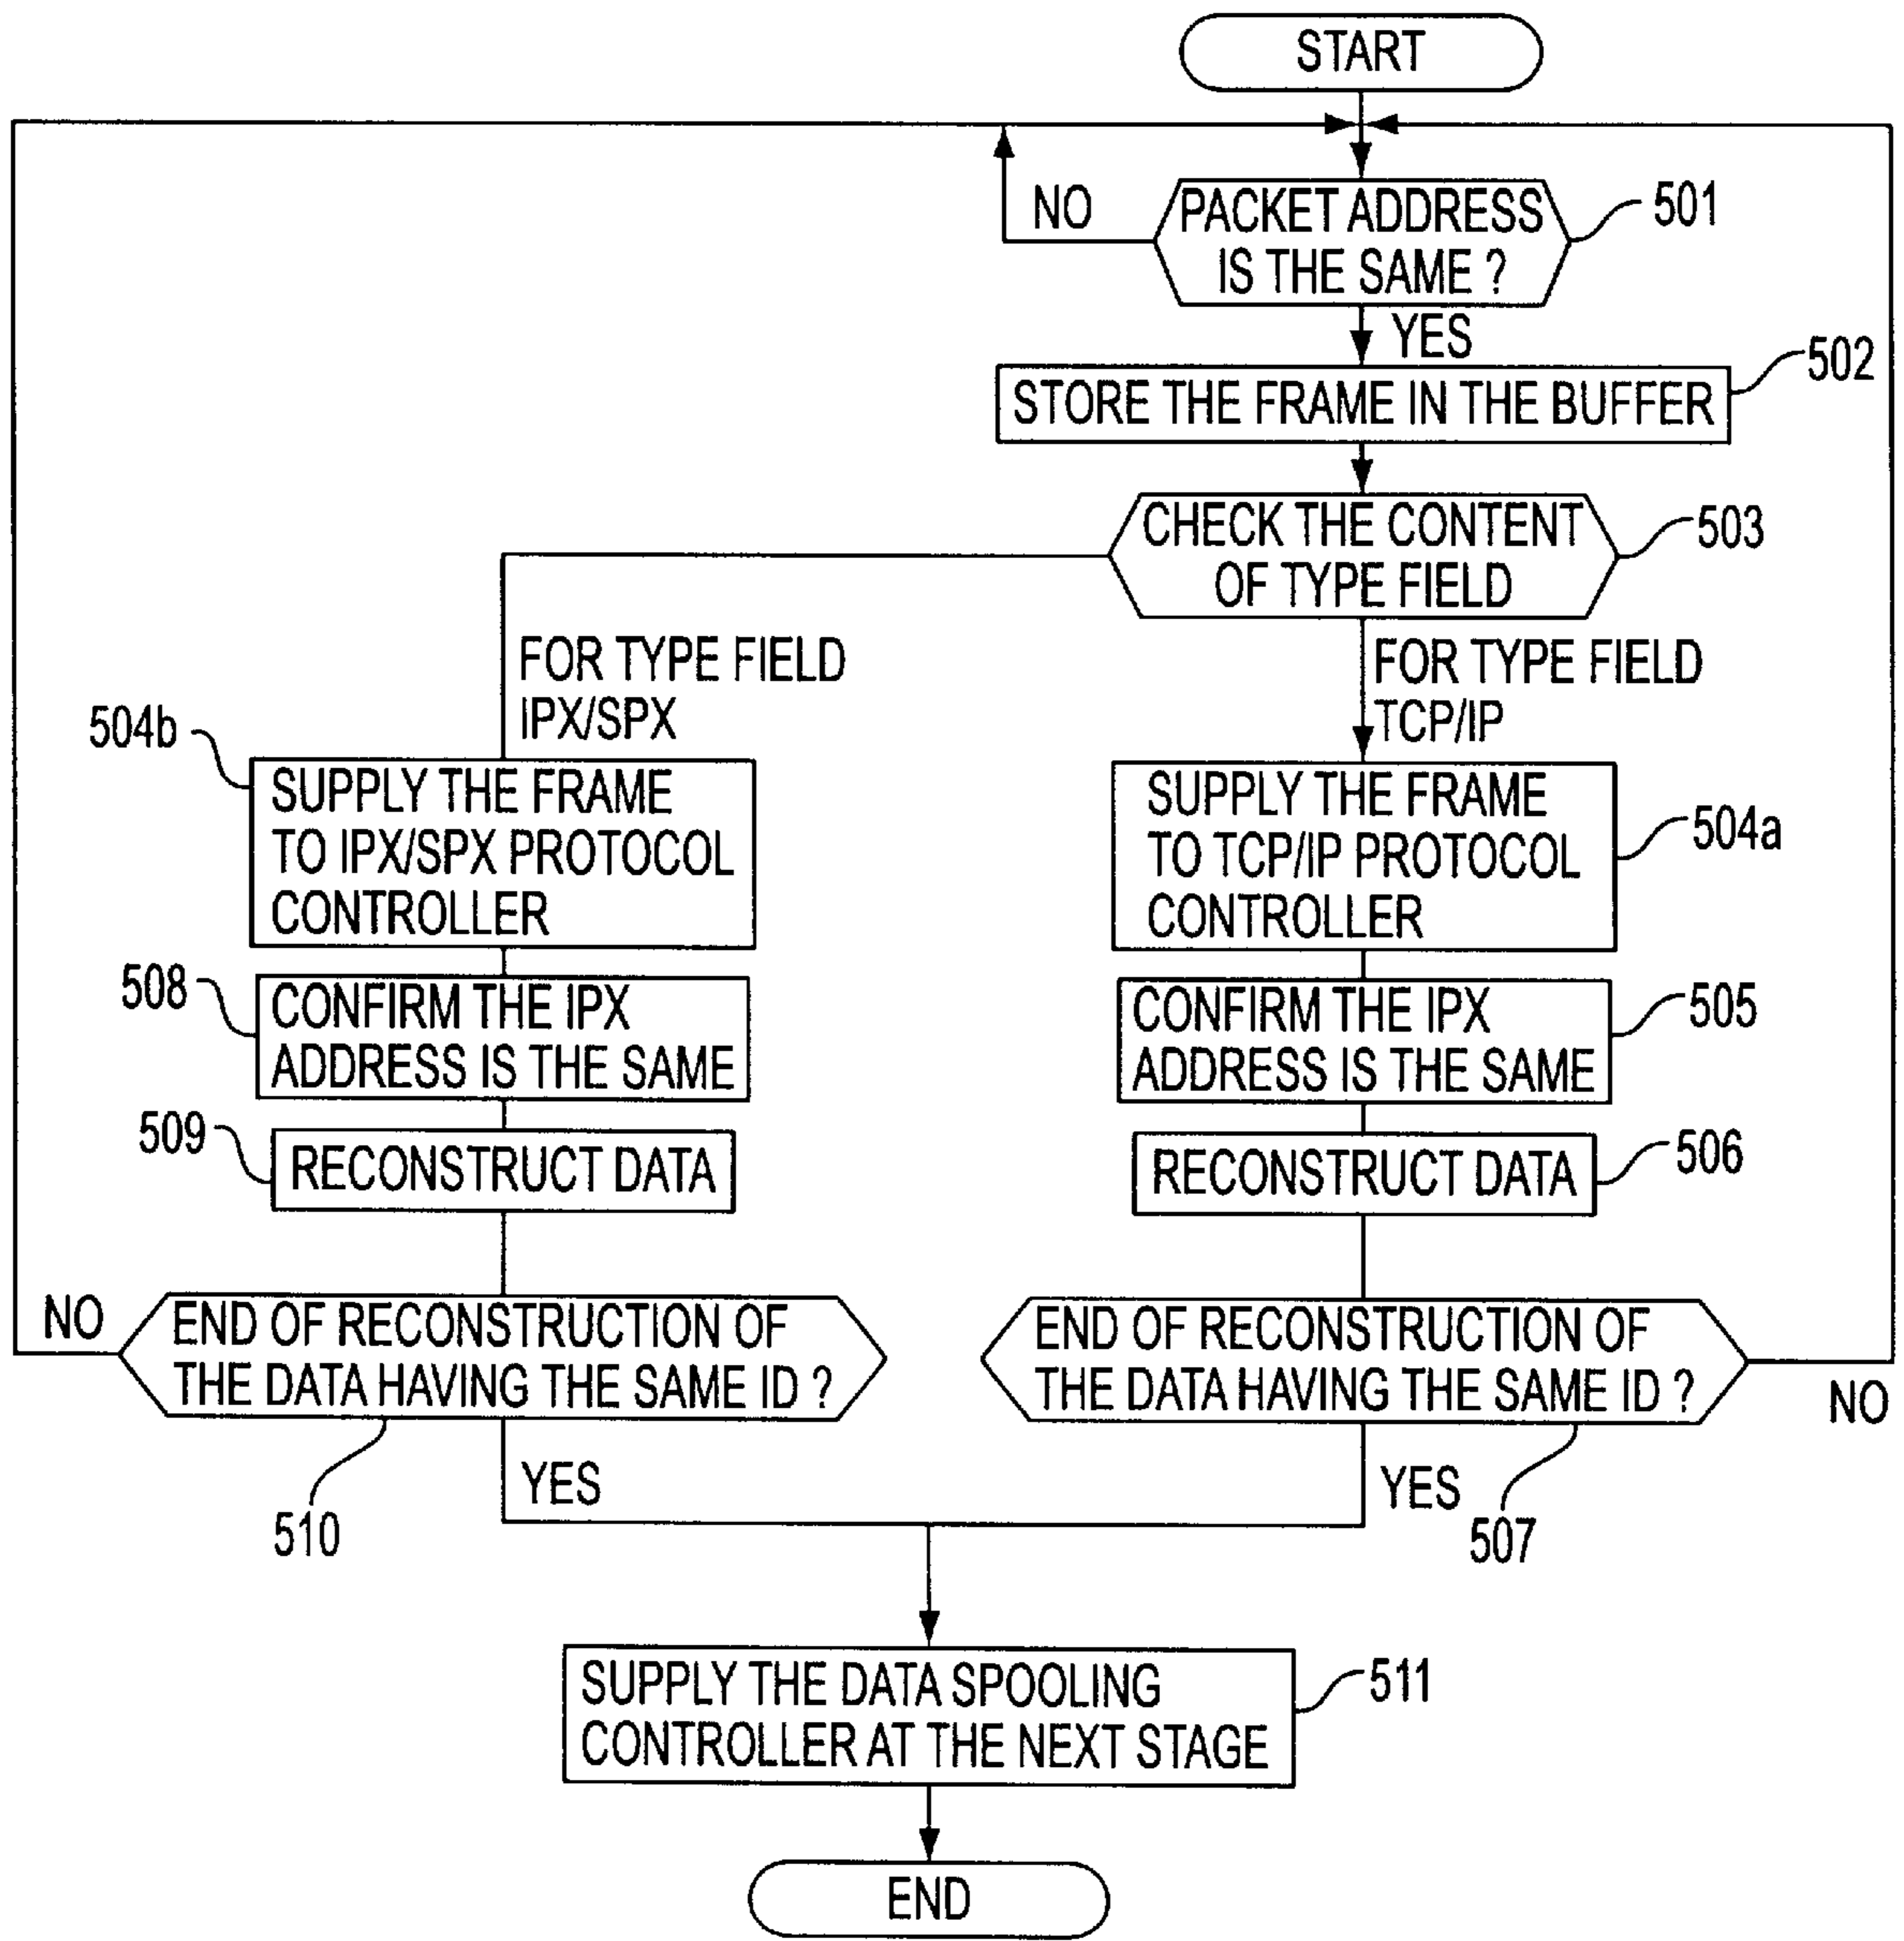 START
NO
PACKET ADDRESS
IS THE SAME ?
501
YES
502
STORE THE FRAME IN THE BUFFER
CHECK THE CONTENT
OF TYPE FIELD
503
FOR TYPE FIELD
IPX/SPX
FOR TYPE FIELD
TCP/IP
504b
SUPPLY THE FRAME
TO IPX/SPX PROTOCOL
CONTROLLER
SUPPLY THE FRAME
TO TCP/IP PROTOCOL
CONTROLLER
504a
508
CONFIRM THE IPX
ADDRESS IS THE SAME
CONFIRM THE IPX
ADDRESS IS THE SAME
505
509
RECONSTRUCT DATA
RECONSTRUCT DATA
506
NO
END OF RECONSTRUCTION OF
THE DATA HAVING THE SAME ID ?
END OF RECONSTRUCTION OF
THE DATA HAVING THE SAME ID ?
NO
510
YES
YES
507
SUPPLY THE DATA SPOOLING
CONTROLLER AT THE NEXT STAGE
511
END